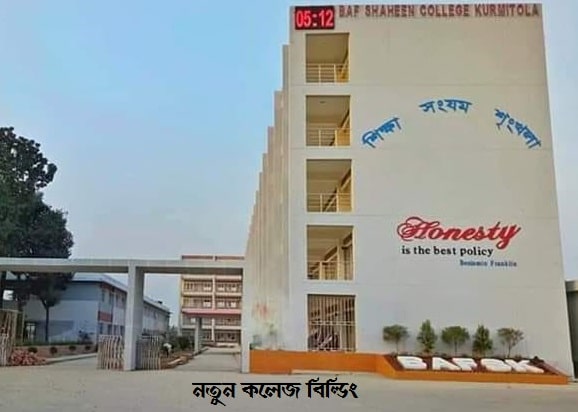 05:12
BAF SHAHEEN COLLEGE KURMITOLA
শিক্ষা সংযম শৃংখলা
Honesty
is the best policy
Benjamin Franklin
BAFSK
নতুন কলেজ বিল্ডিং